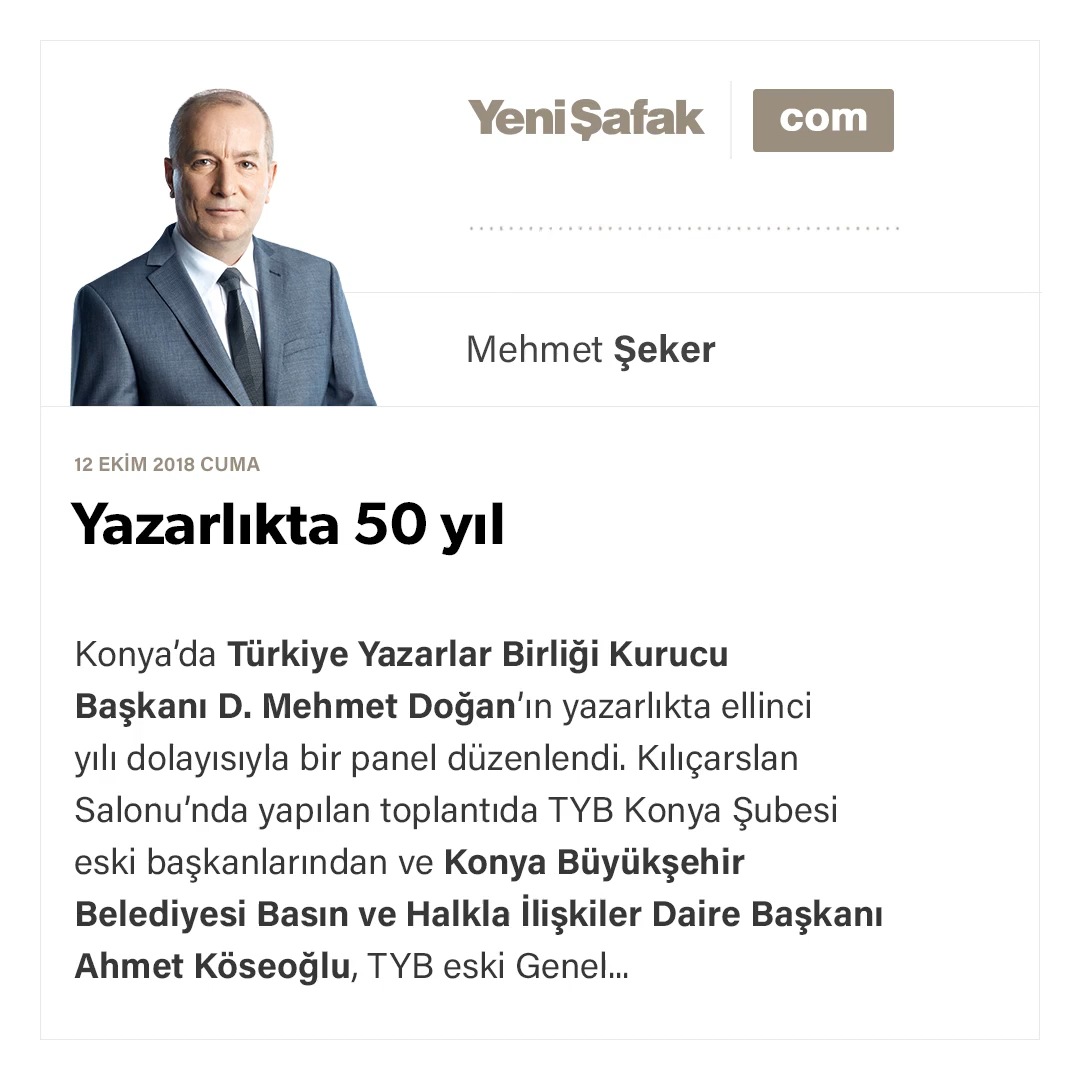 YeniŞafak com
Mehmet Şeker
12 EKİM 2018 CUMA
Yazarlıkta 50 yıl
Konya’da Türkiye Yazarlar Birliği Kurucu
Başkanı D. Mehmet Doğan’ın yazarlıkta ellinci
yılı dolayısıyla bir panel düzenlendi. Kılıçarslan
Salonu’nda yapılan toplantıda TYB Konya Şubesi
eski başkanlarından ve Konya Büyükşehir
Belediyesi Basın ve Halkla İlişkiler Daire Başkanı
Ahmet Köseoğlu, TYB eski Genel...